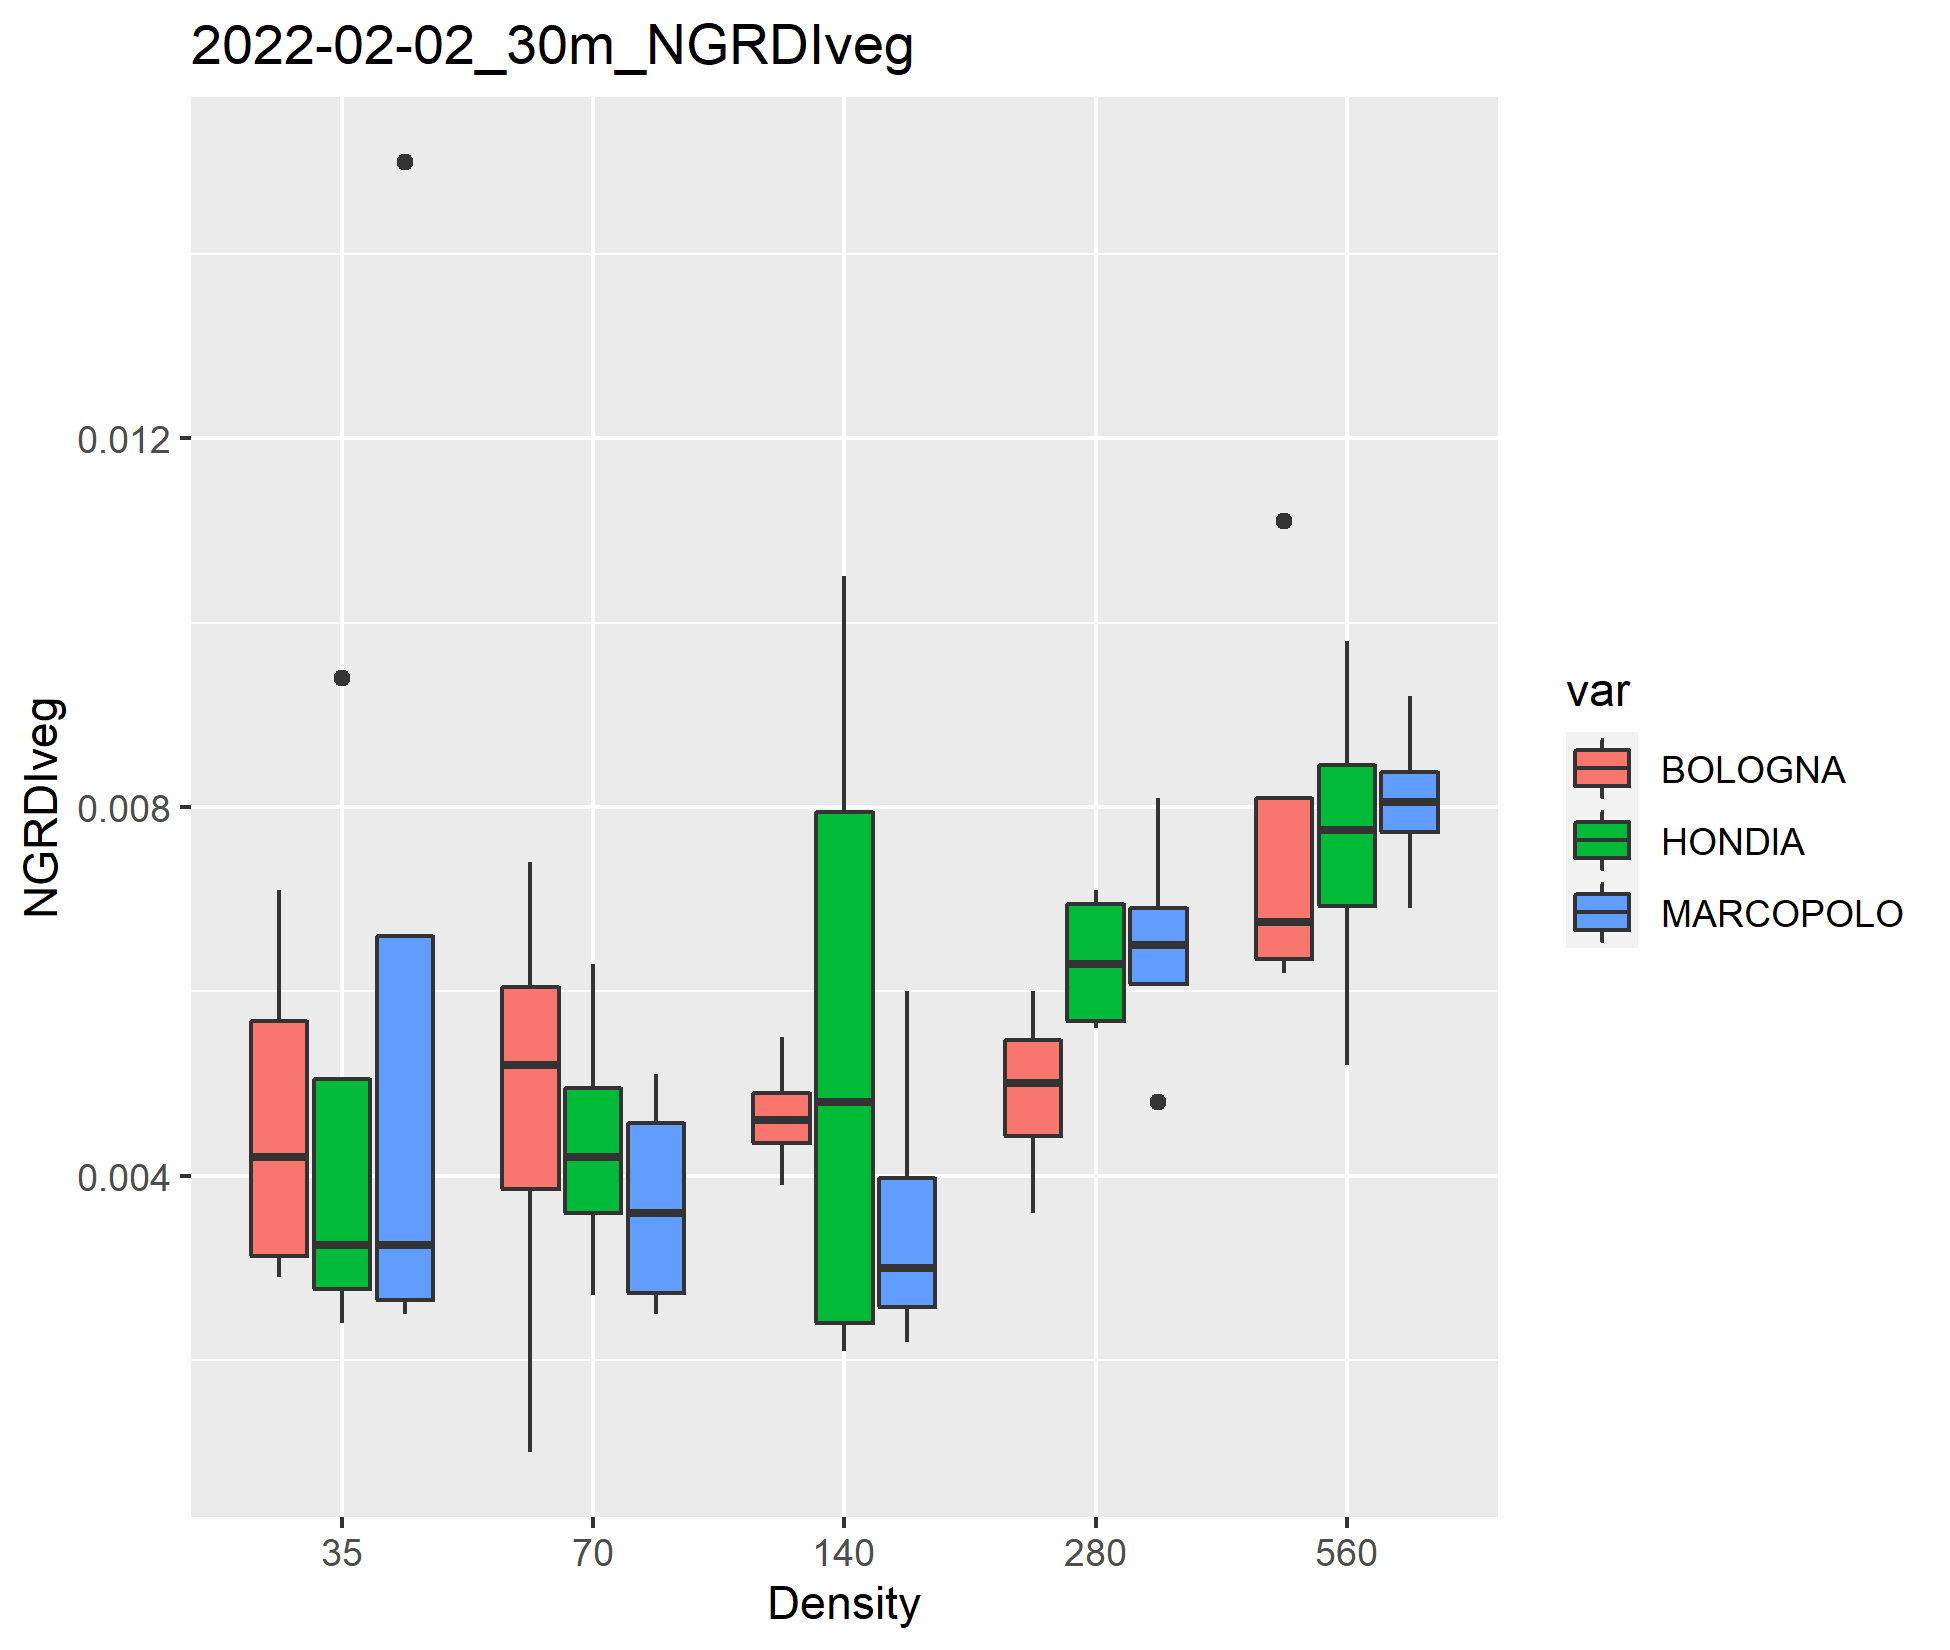 2022-02-02_30m_NGRDIveg
NGRDIveg
0.012
0.008
0.004
35 70 140 280 560
Density
var
BOLOGNA
HONDIA
MARCOPOLO